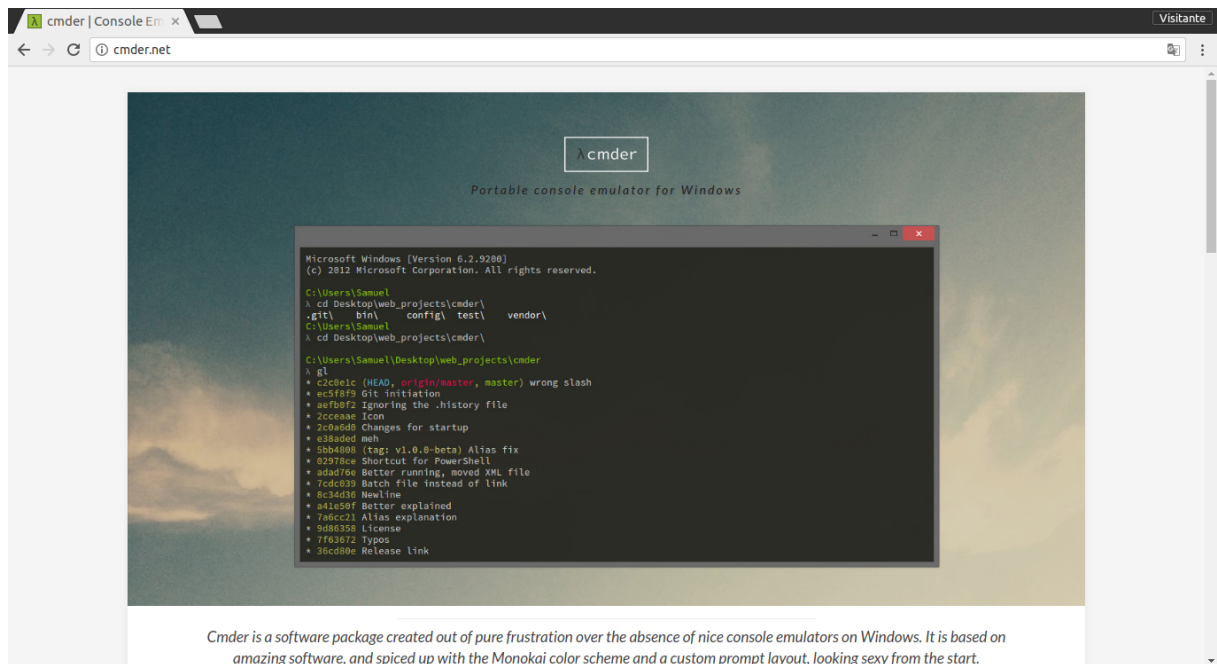 λ cmder | Console Em
Visitante
cmder.net
λcmder
Portable console emulator for Windows
Microsoft Windows [Version 6.2.9200]
(c) 2012 Microsoft Corporation. All rights reserved.
C:\Users\Samuel
λ cd Desktop\web_projects\cmder\
.git\ bin\ config\ test\ vendor\
C:\Users\Samuel
λ cd Desktop\web_projects\cmder\
C:\Users\Samuel\Desktop\web_projects\cmder
λ gl
* c2c0e1c (HEAD, origin/master, master) wrong slash
* ec5f8f9 Git initiation
* aefb0f2 Ignoring the .history file
* 2cceaae Icon
* 2c0a6d0 Changes for startup
* e38aded meh
* 5bb4808 (tag: v1.0.0-beta) Alias fix
* 02978ce Shortcut for PowerShell
* adad76e Better running, moved XML file
* 7cdc039 Batch file instead of link
* 8c34d36 Newline
* a41e50f Better explained
* 7a6cc21 Alias explanation
* 9d86358 License
* 7f63672 Typos
* 36cd80e Release link
Cmder is a software package created out of pure frustration over the absence of nice console emulators on Windows. It is based on
amazing software, and spiced up with the Monokai color scheme and a custom prompt layout, looking sexy from the start.